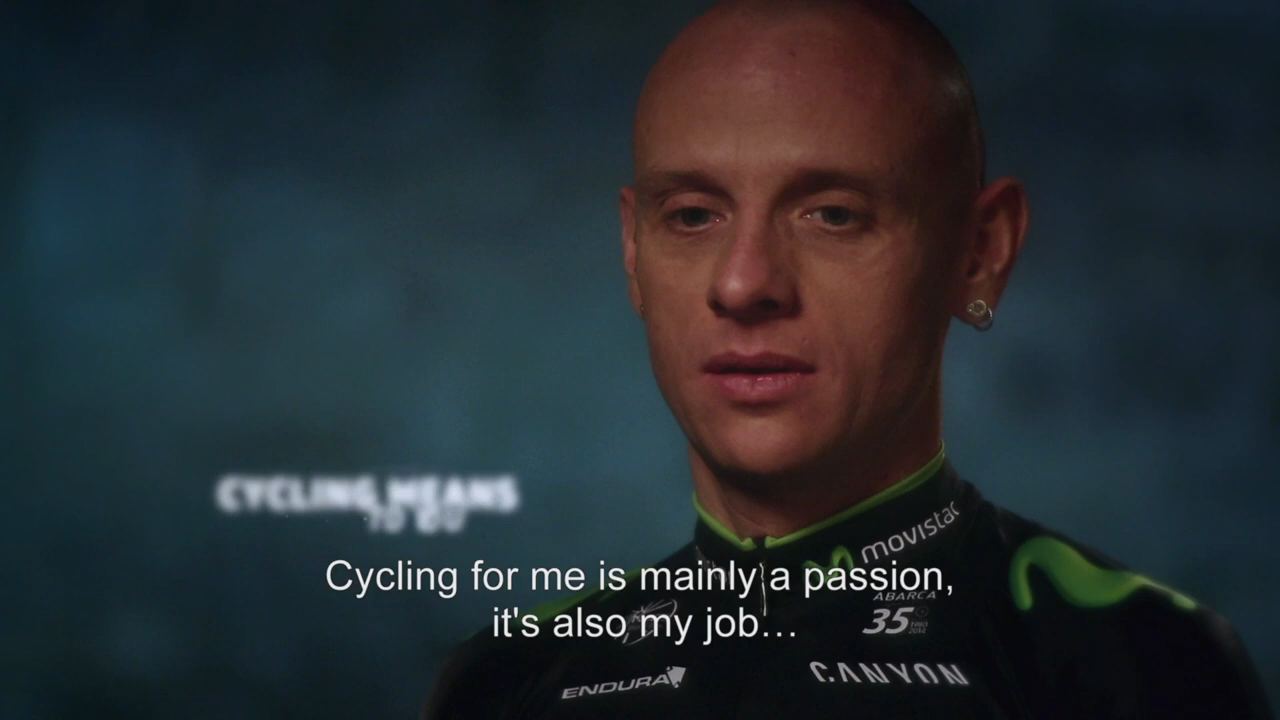 CYCLING MEANS
Cycling for me is mainly a passion,
it's also my job…
movistar
ABARCA
35
ENDURA
CANYON